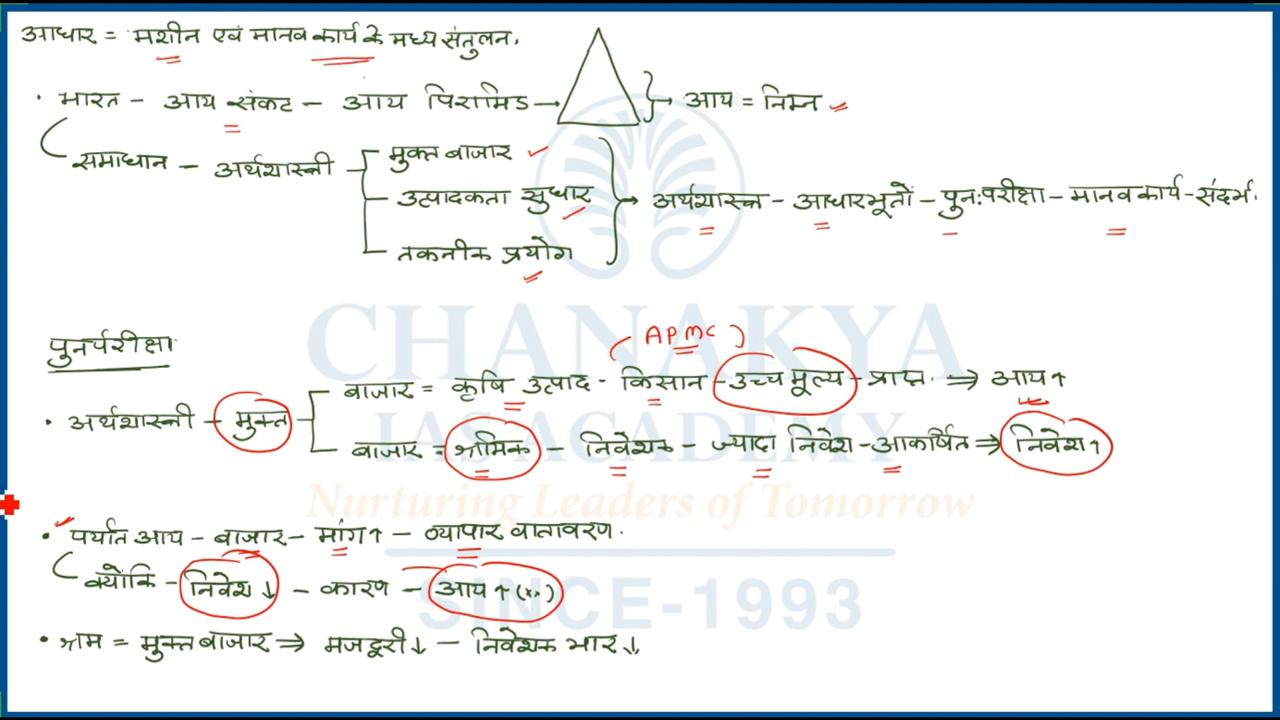 आधार = मशीन एवं मानव कार्य के मध्य संतुलन.
· भारत - आय संकट - आय पिरामिड → } → आय = निम्न
समाधान - अर्थशास्त्री - मुक्त बाजार
उत्पादकता सुधार → अर्थशास्त्र - आधारभूतों - पुन:परीक्षा - मानव कार्य - संदर्भ.
तकनीक प्रयोग
पुनर्परीक्षा
(APMC)
बाजार = कृषि उत्पाद - किसान - उच्च मूल्य - प्राप्त. ⇒ आय↑
· अर्थशास्त्री - मुक्त
बाजार = श्रमिक - निवेशक - ज्यादा निवेश - आकर्षित ⇒ निवेश↑
· पर्याप्त आय - बाजार - मांग↑ - व्यापार वातावरण.
क्योंकि - निवेश↓ - कारण - आय↑(xx)
· श्रम = मुक्त बाजार ⇒ मजदूरी↓ - निवेशक भार↓
CHANAKYA
IAS ACADEMY
Nurturing Leaders of Tomorrow
SINCE-1993